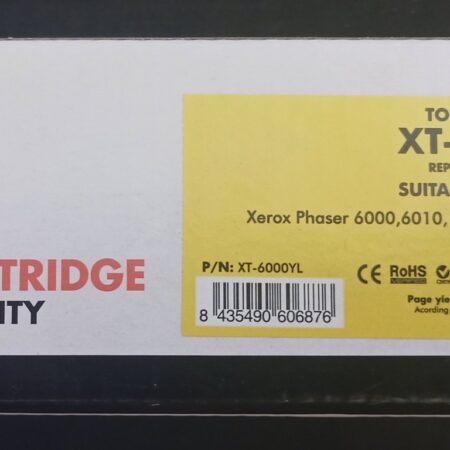 TO
XT-
REP
SUITA
Xerox Phaser 6000,6010,
P/N: XT-6000YL
CE RoHS
Page yie
Acording
TRIDGE
ITY
8 435490 606876